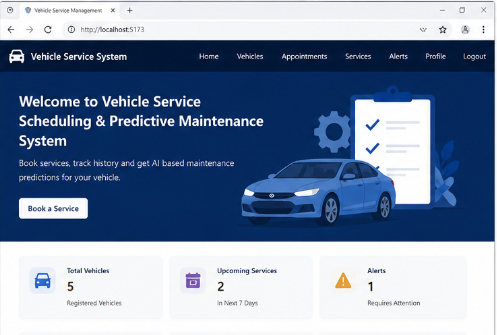 Vehicle Service Management
http://localhost:5173
Vehicle Service System
Home
Vehicles
Appointments
Services
Alerts
Profile
Logout
Welcome to Vehicle Service
Scheduling & Predictive Maintenance
System
Book services, track history and get AI based maintenance
predictions for your vehicle.
Book a Service
Total Vehicles
5
Registered Vehicles
Upcoming Services
2
In Next 7 Days
Alerts
1
Requires Attention